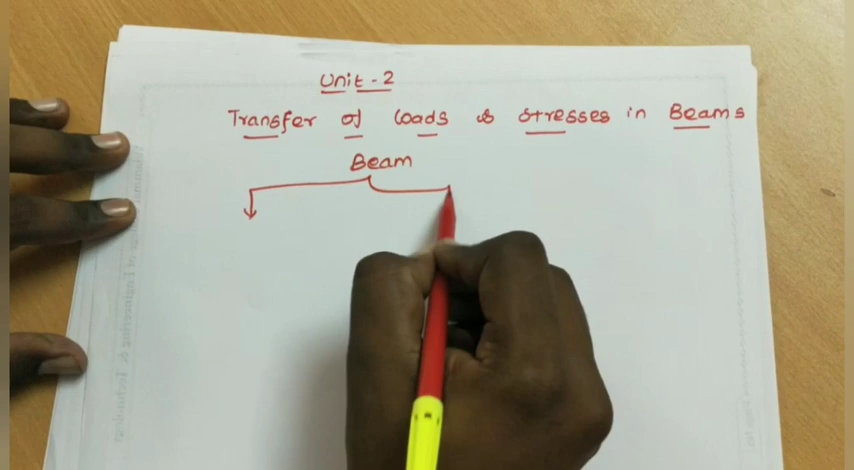 Unit - 2
Transfer of loads & stresses in Beams
Beam